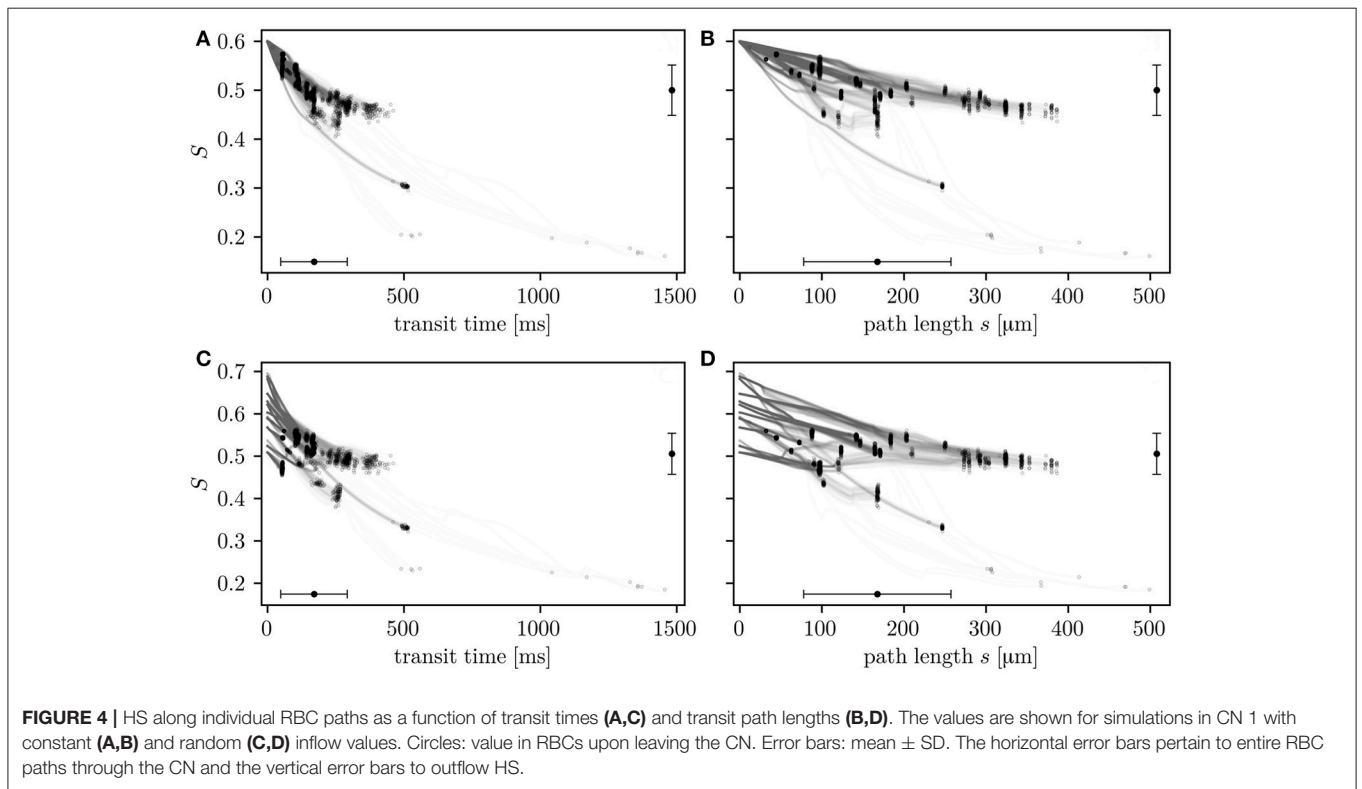 A
B
0.6
0.5
0.4
0.3
0.2
S
0
500
1000
1500
transit time [ms]
0
100
200
300
400
500
path length s [µm]
C
D
0.7
0.6
0.5
0.4
0.3
0.2
S
0
500
1000
1500
transit time [ms]
0
100
200
300
400
500
path length s [µm]
FIGURE 4 | HS along individual RBC paths as a function of transit times (A,C) and transit path lengths (B,D). The values are shown for simulations in CN 1 with
constant (A,B) and random (C,D) inflow values. Circles: value in RBCs upon leaving the CN. Error bars: mean ± SD. The horizontal error bars pertain to entire RBC
paths through the CN and the vertical error bars to outflow HS.